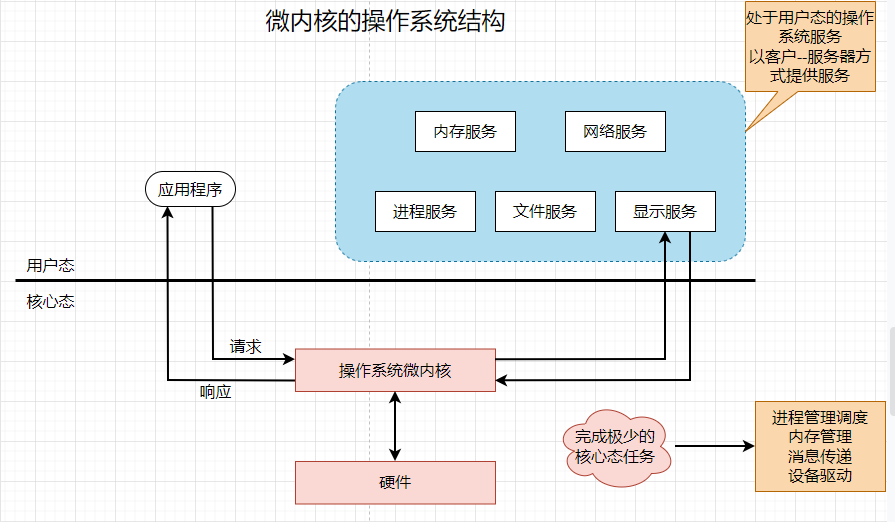 微内核的操作系统结构
处于用户态的操作
系统服务
以客户--服务器方
式提供服务
内存服务
网络服务
应用程序
进程服务
文件服务
显示服务
用户态
核心态
请求
操作系统微内核
响应
完成极少的
核心态任务
进程管理调度
内存管理
消息传递
设备驱动
硬件